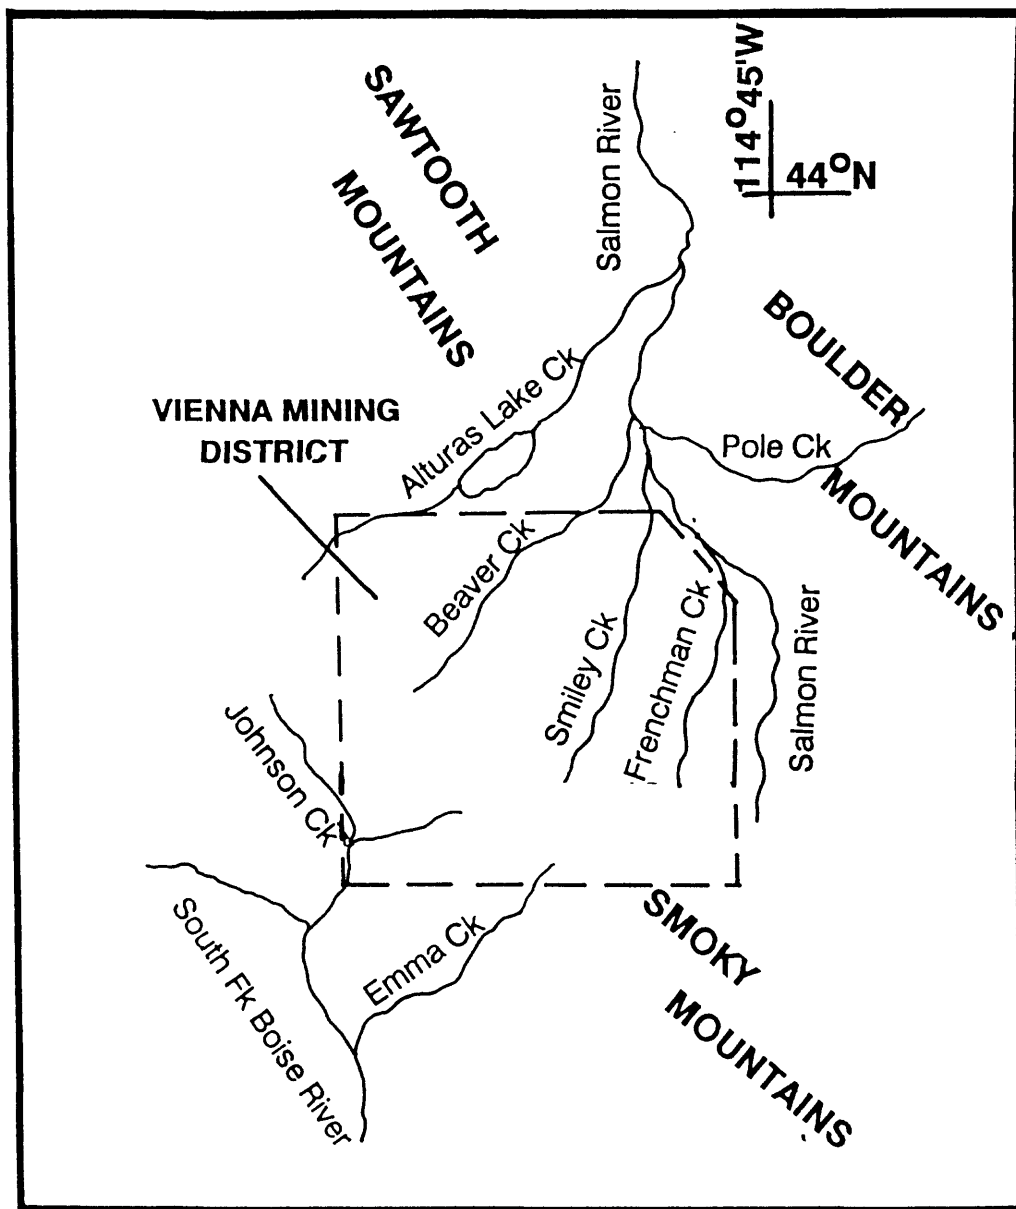 SAWTOOTH
MOUNTAINS
Salmon River
114°45'W
44°N
BOULDER
MOUNTAINS
VIENNA MINING
DISTRICT
Alturas Lake Ck
Pole Ck
Beaver Ck
Smiley Ck
Frenchman Ck
Salmon River
Johnson Ck
South Fk Boise River
Emma Ck
SMOKY
MOUNTAINS